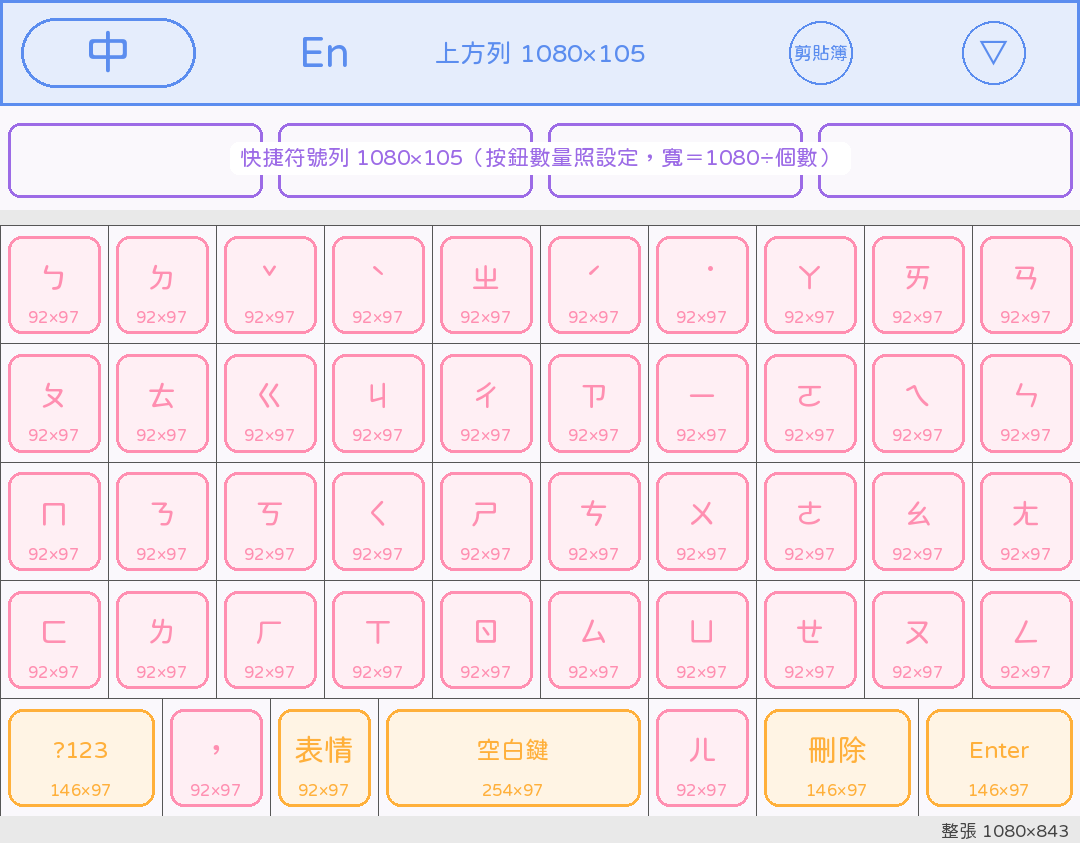 中 En 上方列 1080×105 剪貼簿 ▽
快捷符號列 1080×105（按鈕數量照設定，寬＝1080÷個數）
ㄅ ㄉ ˇ ˋ ㄓ ˊ ˙ ㄚ ㄞ ㄢ
92×97 92×97 92×97 92×97 92×97 92×97 92×97 92×97 92×97 92×97
ㄆ ㄊ ㄍ ㄐ ㄔ ㄗ ㄧ ㄛ ㄟ ㄣ
92×97 92×97 92×97 92×97 92×97 92×97 92×97 92×97 92×97 92×97
ㄇ ㄋ ㄎ ㄑ ㄕ ㄘ ㄨ ㄜ ㄠ ㄤ
92×97 92×97 92×97 92×97 92×97 92×97 92×97 92×97 92×97 92×97
ㄈ ㄌ ㄏ ㄒ ㄖ ㄙ ㄩ ㄝ ㄡ ㄥ
92×97 92×97 92×97 92×97 92×97 92×97 92×97 92×97 92×97 92×97
?123 ， 表情 空白鍵 ㄦ 刪除 Enter
146×97 92×97 92×97 254×97 92×97 146×97 146×97
整張 1080×843